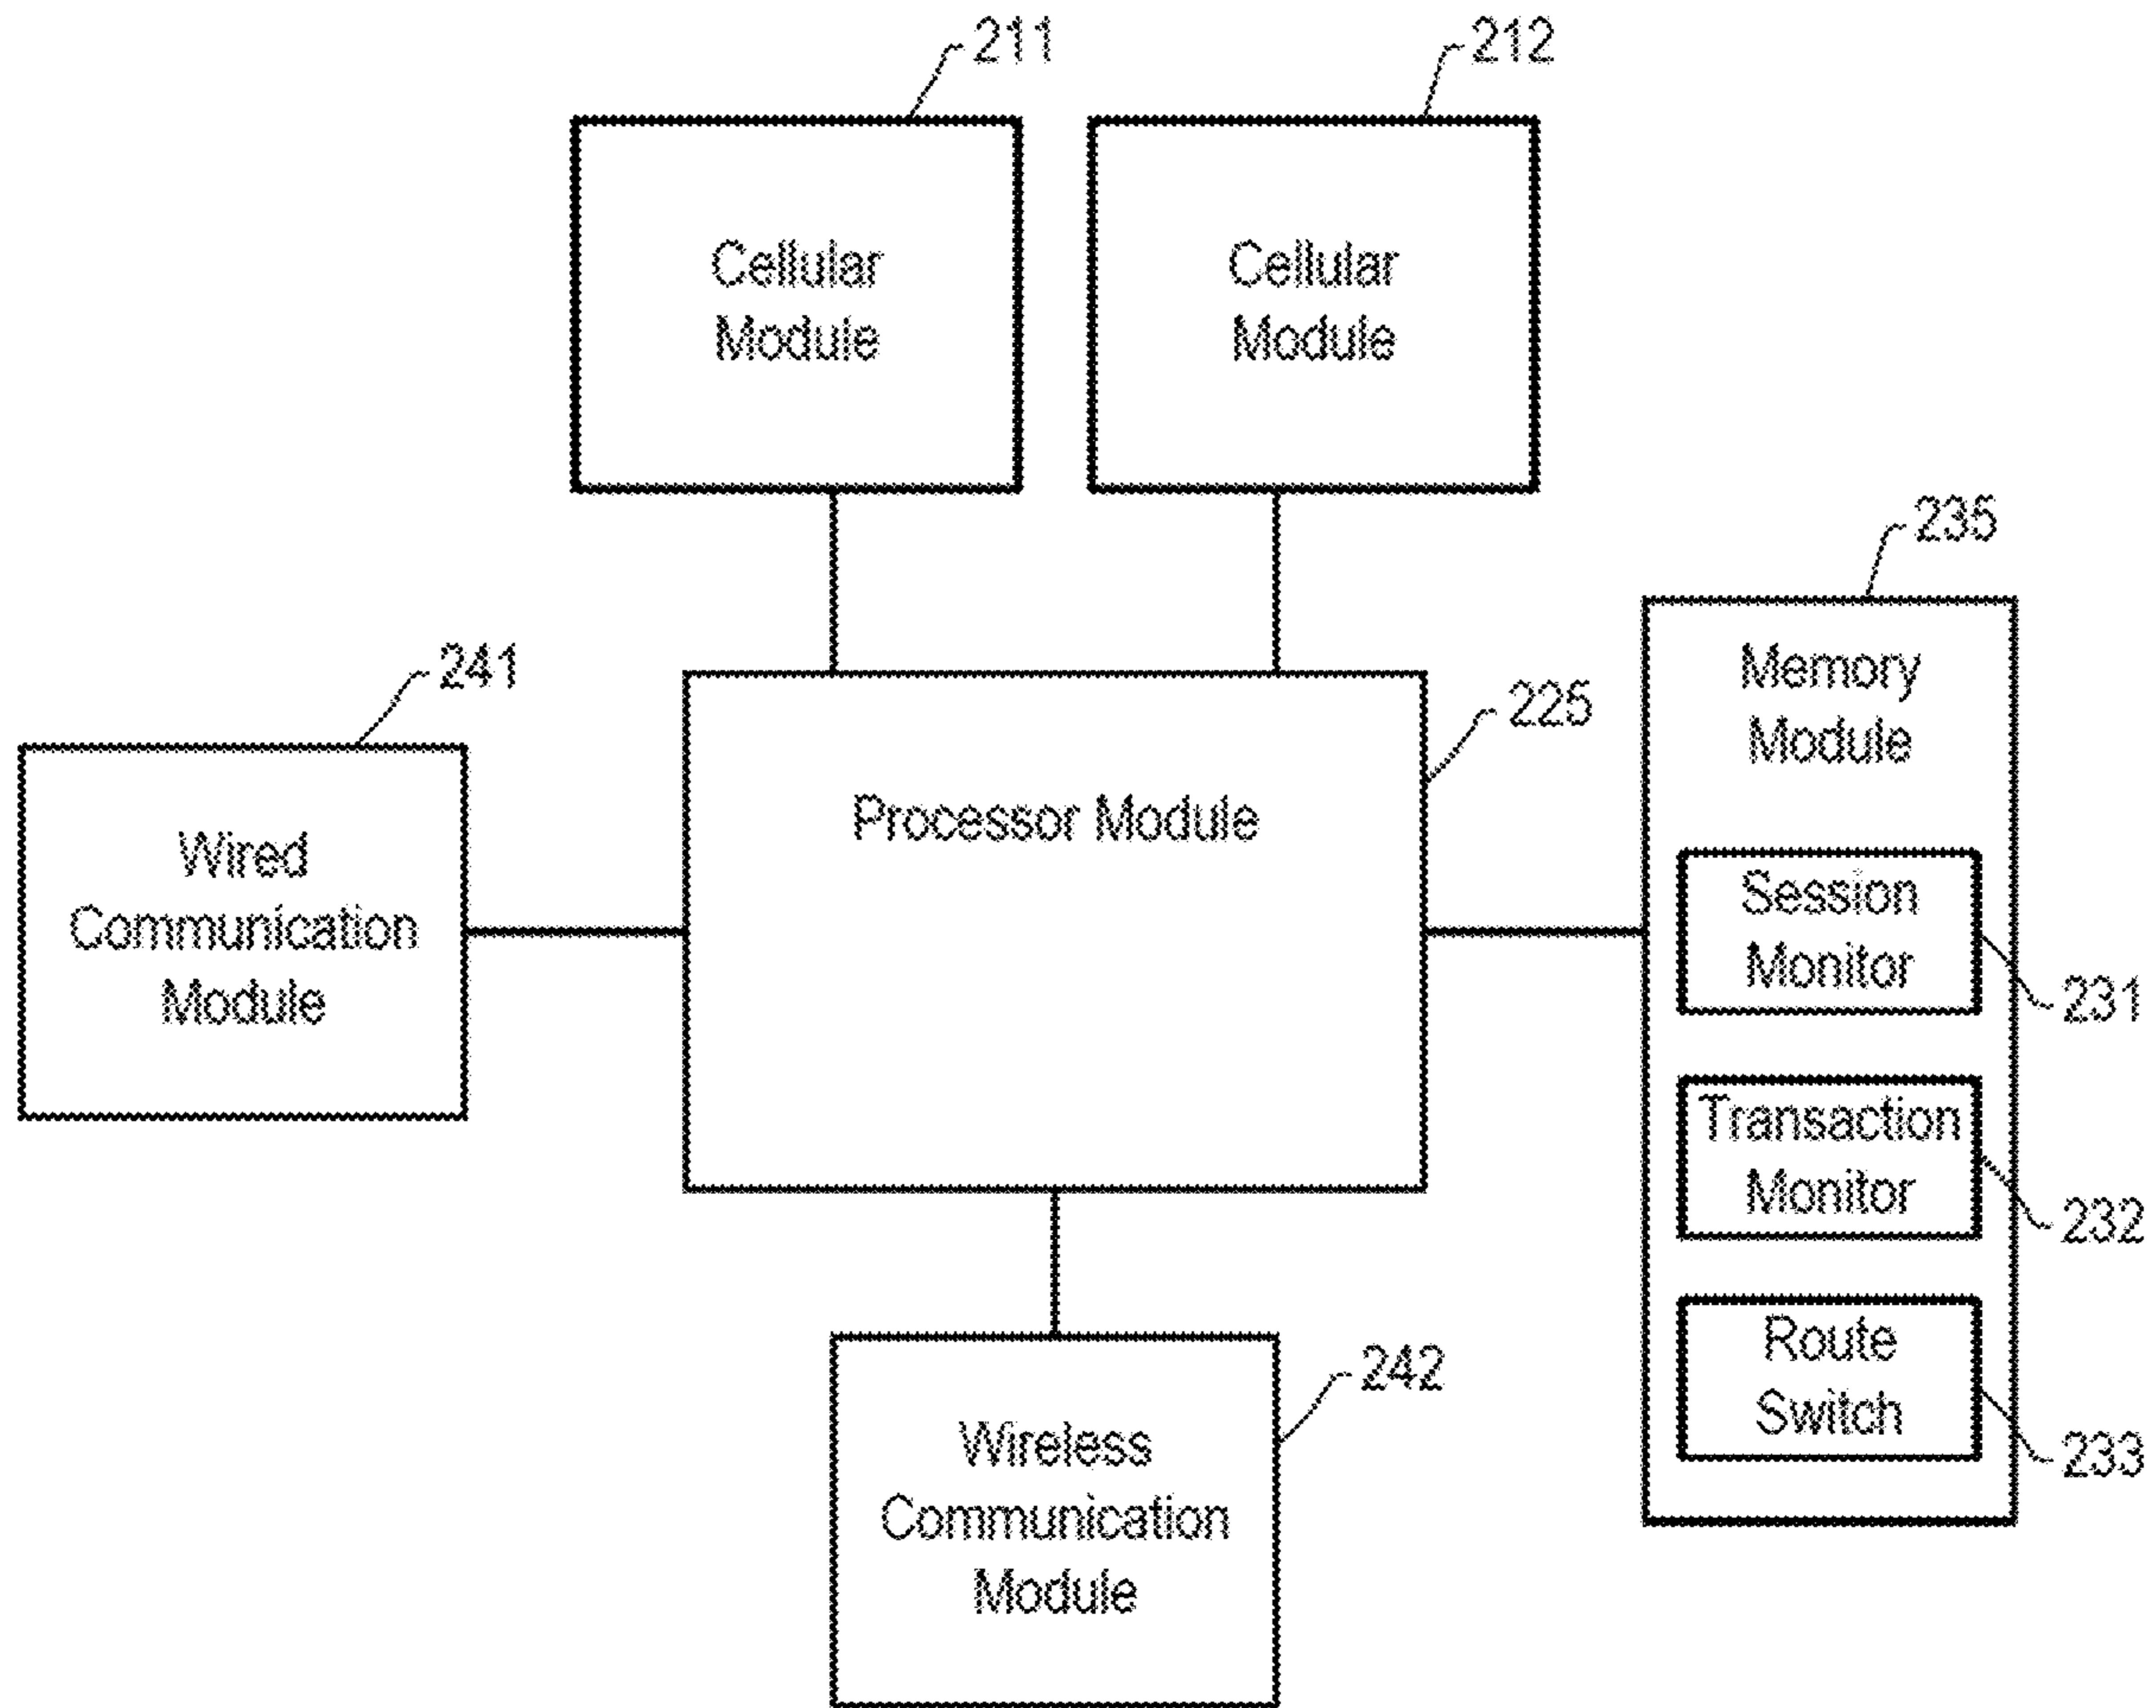 211
212
Cellular
Module
Cellular
Module
235
241
225
Memory
Module
Processor Module
Wired
Communication
Module
Session
Monitor
231
Transaction
Monitor
232
Route
Switch
233
242
Wireless
Communication
Module